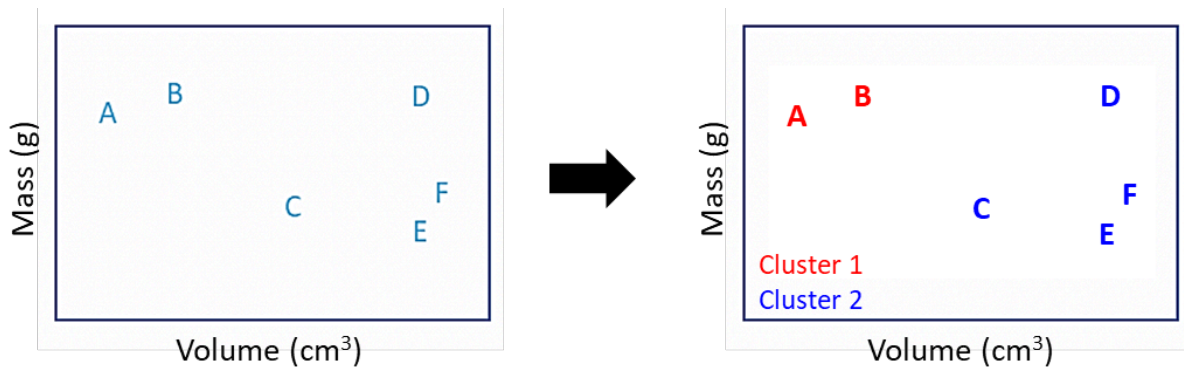 Mass (g)
A
B
C
D
F
E
Volume (cm³)
Mass (g)
A
B
C
D
F
E
Cluster 1
Cluster 2
Volume (cm³)